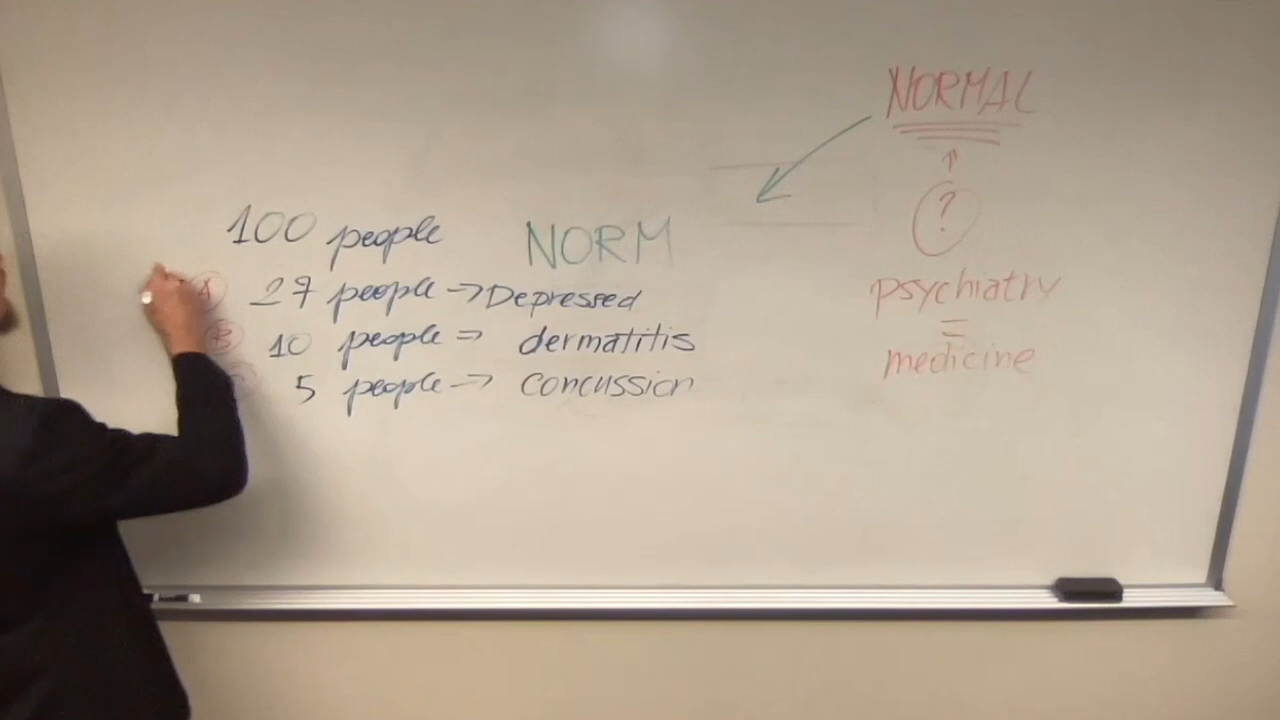 NORMAL
100 people NORM
?
A 27 people -> Depressed
psychiatry
B 10 people => dermatitis
=
medicine
5 people -> concussion